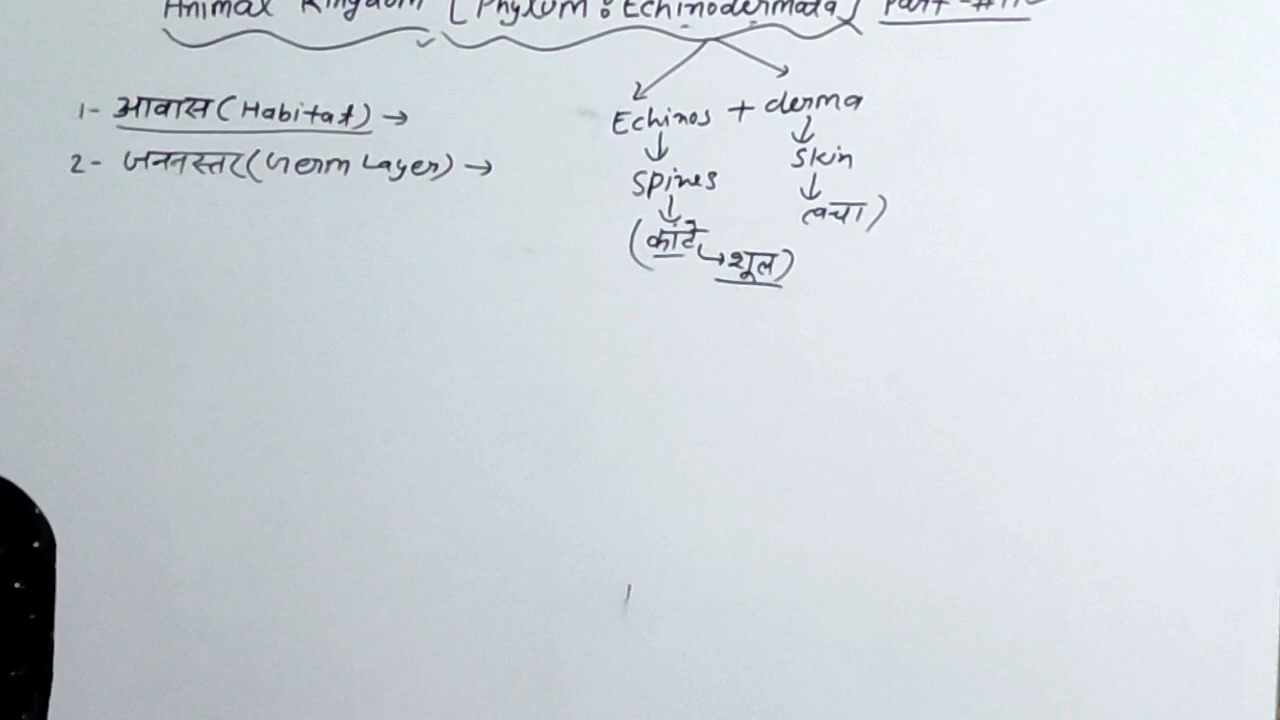 Animal Kingdom [Phylum : Echinodermata] Part -
1- आवास (Habitat) →
2- जननस्तर (Germ Layer) →
Echinos + derma
↓ ↓
Spines Skin
↓ ↓
(काँटे → शूल) त्वचा)